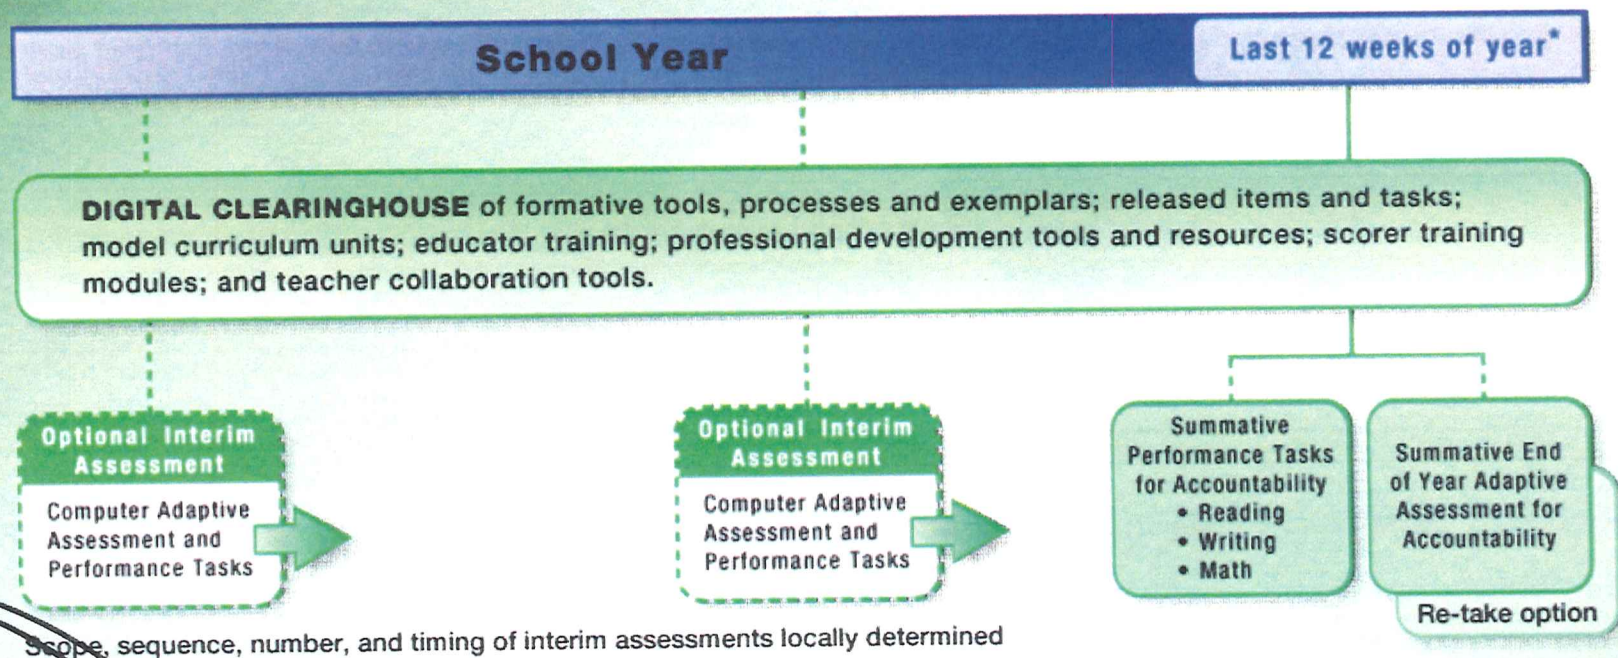 School Year
Last 12 weeks of year*
DIGITAL CLEARINGHOUSE of formative tools, processes and exemplars; released items and tasks;
model curriculum units; educator training; professional development tools and resources; scorer training
modules; and teacher collaboration tools.
Optional Interim
Assessment
Computer Adaptive
Assessment and
Performance Tasks
Optional Interim
Assessment
Computer Adaptive
Assessment and
Performance Tasks
Summative
Performance Tasks
for Accountability
• Reading
• Writing
• Math
Summative End
of Year Adaptive
Assessment for
Accountability
Re-take option
Scope, sequence, number, and timing of interim assessments locally determined